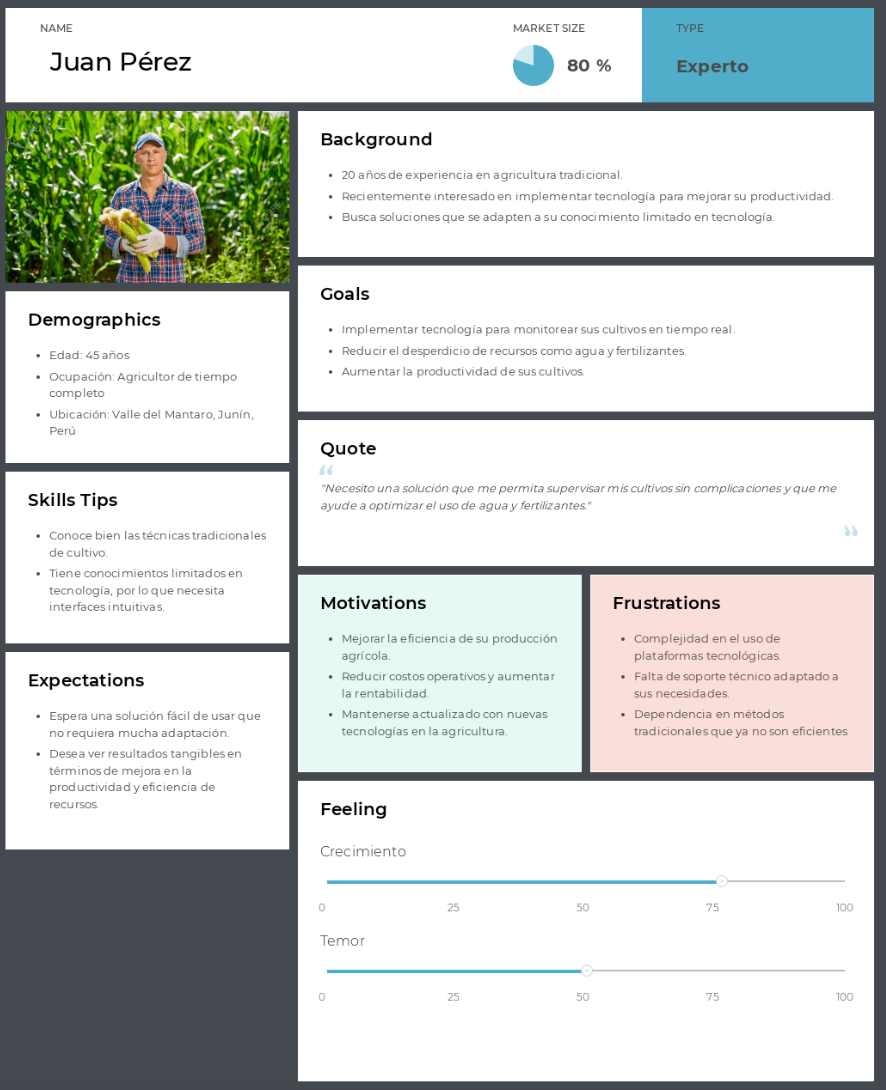 NAME
Juan Pérez
MARKET SIZE
80 %
TYPE
Experto
Demographics
• Edad: 45 años
• Ocupación: Agricultor de tiempo
completo
• Ubicación: Valle del Mantaro, Junín,
Perú
Skills Tips
• Conoce bien las técnicas tradicionales
de cultivo.
• Tiene conocimientos limitados en
tecnología, por lo que necesita
interfaces intuitivas.
Expectations
• Espera una solución fácil de usar que
no requiera mucha adaptación.
• Desea ver resultados tangibles en
términos de mejora en la
productividad y eficiencia de
recursos.
Background
• 20 años de experiencia en agricultura tradicional.
• Recientemente interesado en implementar tecnología para mejorar su productividad.
• Busca soluciones que se adapten a su conocimiento limitado en tecnología.
Goals
• Implementar tecnología para monitorear sus cultivos en tiempo real.
• Reducir el desperdicio de recursos como agua y fertilizantes.
• Aumentar la productividad de sus cultivos.
Quote
“
"Necesito una solución que me permita supervisar mis cultivos sin complicaciones y que me
ayude a optimizar el uso de agua y fertilizantes."
”
Motivations
• Mejorar la eficiencia de su producción
agrícola.
• Reducir costos operativos y aumentar
la rentabilidad.
• Mantenerse actualizado con nuevas
tecnologías en la agricultura.
Frustrations
• Complejidad en el uso de
plataformas tecnológicas.
• Falta de soporte técnico adaptado a
sus necesidades.
• Dependencia en métodos
tradicionales que ya no son eficientes
Feeling
Crecimiento
0 25 50 75 100
Temor
0 25 50 75 100